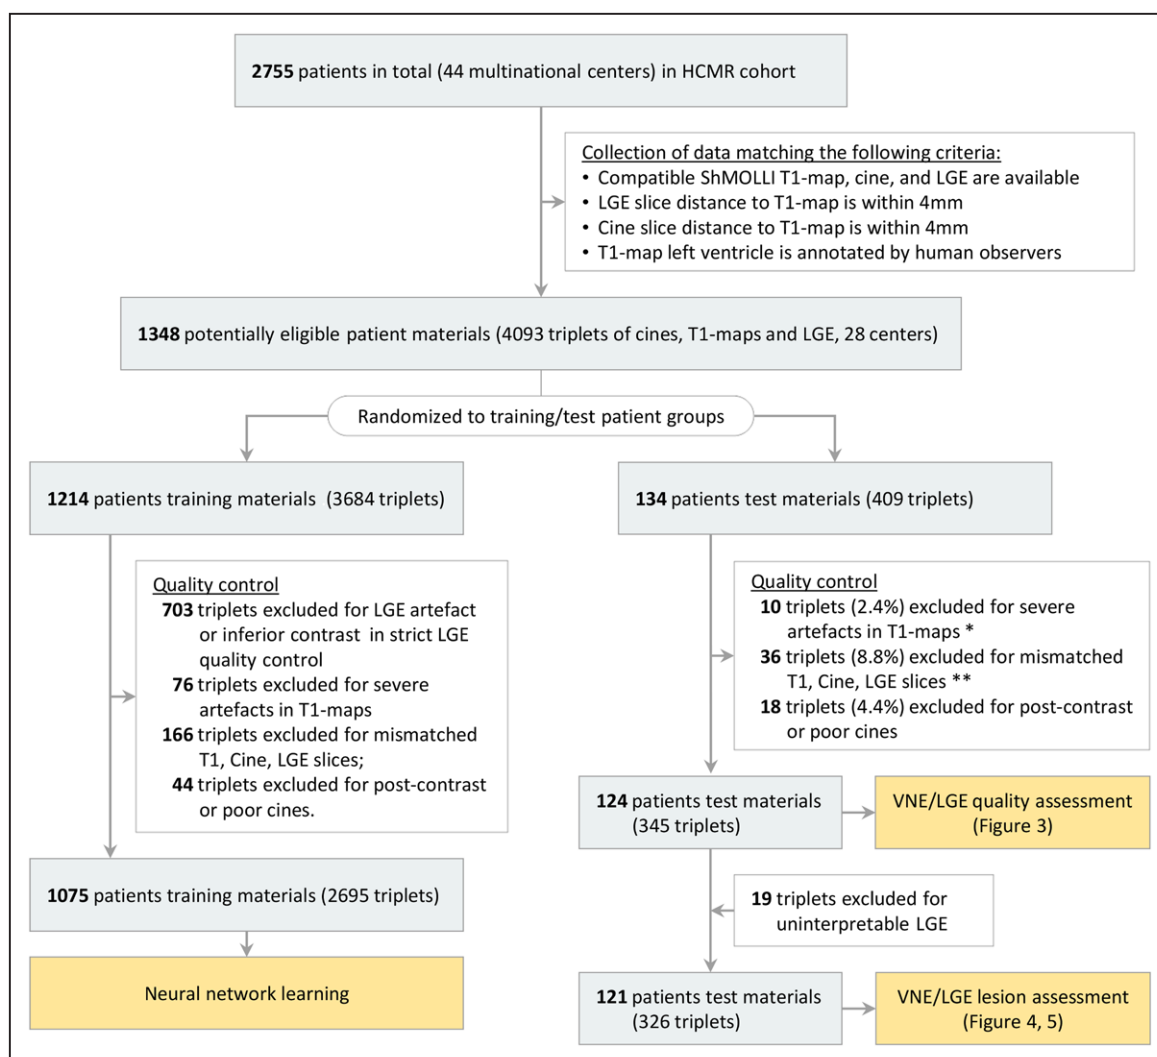 2755 patients in total (44 multinational centers) in HCMR cohort
Collection of data matching the following criteria:
• Compatible ShMOLLI T1-map, cine, and LGE are available
• LGE slice distance to T1-map is within 4mm
• Cine slice distance to T1-map is within 4mm
• T1-map left ventricle is annotated by human observers
1348 potentially eligible patient materials (4093 triplets of cines, T1-maps and LGE, 28 centers)
Randomized to training/test patient groups
1214 patients training materials (3684 triplets)
Quality control
703 triplets excluded for LGE artefact
or inferior contrast in strict LGE
quality control
76 triplets excluded for severe
artefacts in T1-maps
166 triplets excluded for mismatched
T1, Cine, LGE slices;
44 triplets excluded for post-contrast
or poor cines.
1075 patients training materials (2695 triplets)
Neural network learning
134 patients test materials (409 triplets)
Quality control
10 triplets (2.4%) excluded for severe
artefacts in T1-maps *
36 triplets (8.8%) excluded for mismatched
T1, Cine, LGE slices **
18 triplets (4.4%) excluded for post-contrast
or poor cines
124 patients test materials
(345 triplets)
VNE/LGE quality assessment
(Figure 3)
19 triplets excluded for
uninterpretable LGE
121 patients test materials
(326 triplets)
VNE/LGE lesion assessment
(Figure 4, 5)